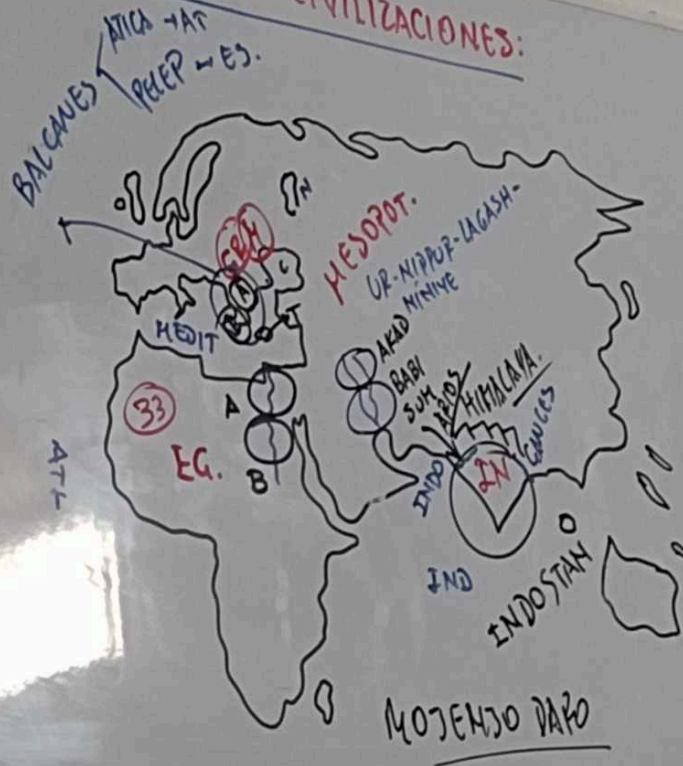 CIVILIZACIONES:
ATICA → AT
BALCANES
PELEP → ES.
N
MESOPOT.
UR-NIPPUR-LAGASH-
NINIVE
C
A
MEDIT
AKAD
BABI
SUM
ARIOS
HIMALAYA.
GANGES
33
A
EG.
B
ATL
INDO
IN
IND
INDOSTAN
MOJENJO DARO